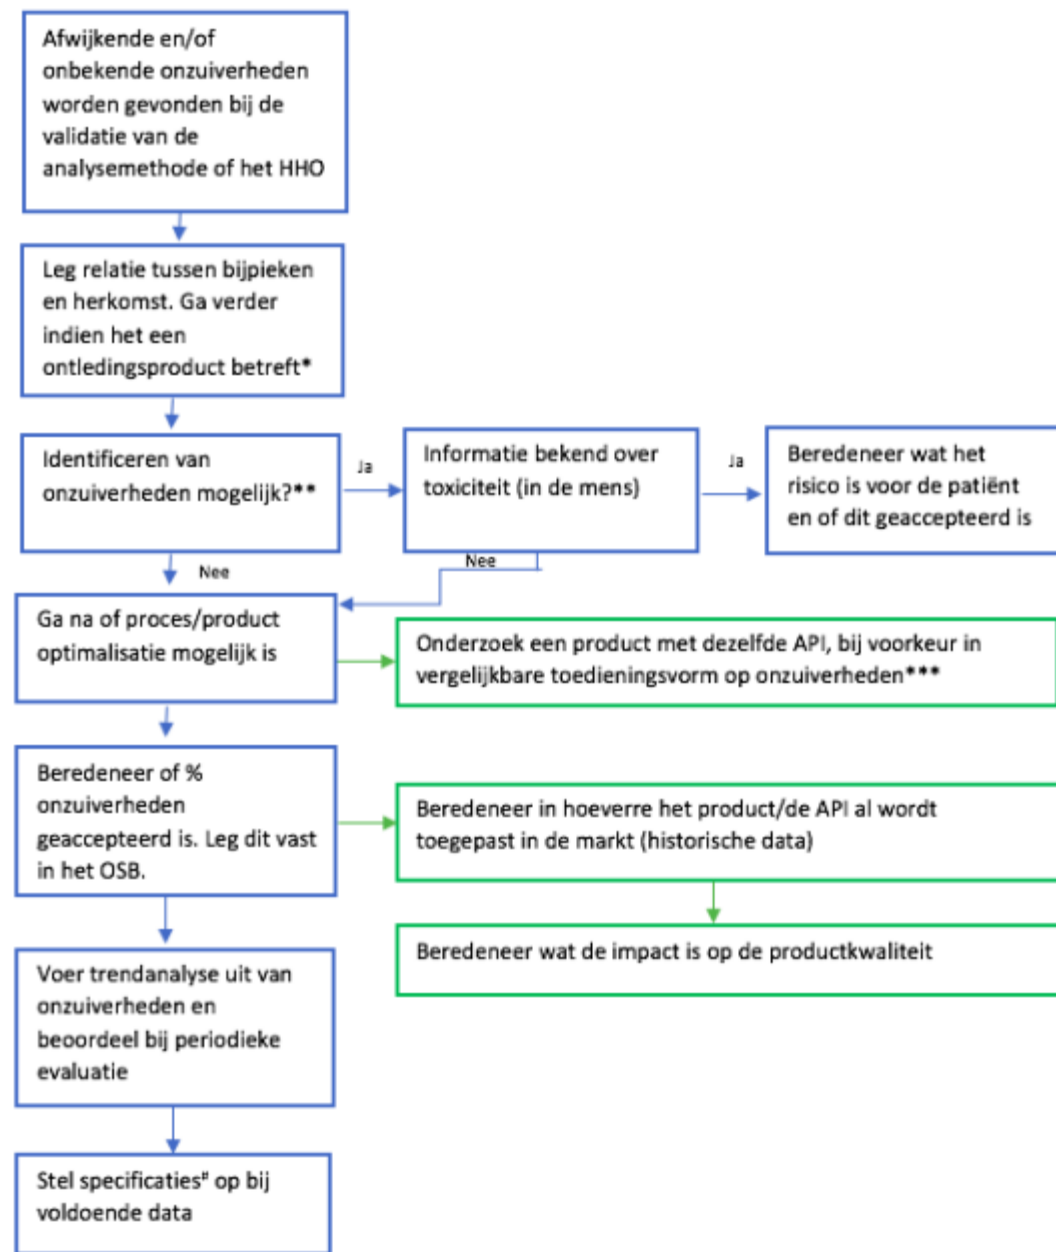 Afwijkende en/of
onbekende onzuiverheden
worden gevonden bij de
validatie van de
analysemethode of het HHO
Leg relatie tussen bijpieken
en herkomst. Ga verder
indien het een
ontledingsproduct betreft*
Identificeren van
onzuiverheden mogelijk?**
Ja
Informatie bekend over
toxiciteit (in de mens)
Ja
Beredeneer wat het
risico is voor de patiënt
en of dit geaccepteerd is
Nee
Nee
Ga na of proces/product
optimalisatie mogelijk is
Onderzoek een product met dezelfde API, bij voorkeur in
vergelijkbare toedieningsvorm op onzuiverheden***
Beredeneer of %
onzuiverheden
geaccepteerd is. Leg dit vast
in het OSB.
Beredeneer in hoeverre het product/de API al wordt
toegepast in de markt (historische data)
Beredeneer wat de impact is op de productkwaliteit
Voer trendanalyse uit van
onzuiverheden en
beoordeel bij periodieke
evaluatie
Stel specificaties# op bij
voldoende data